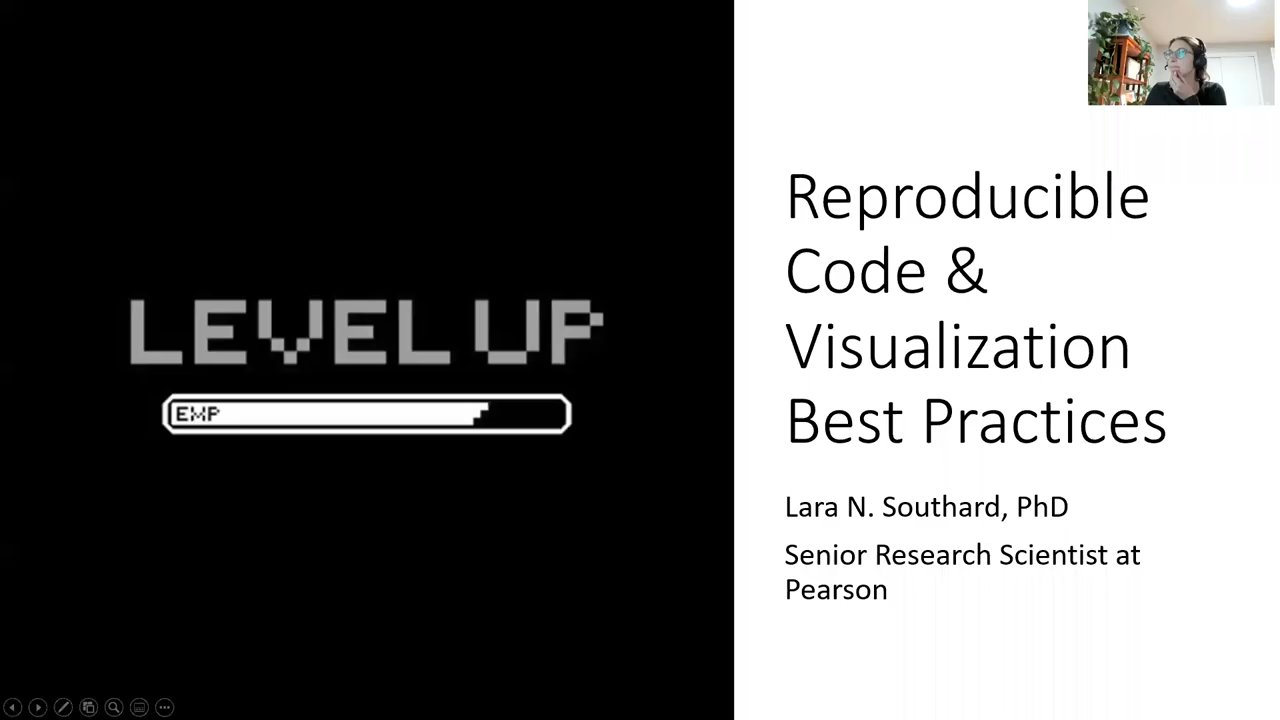 LEVEL UP
EXP
Reproducible
Code &
Visualization
Best Practices
Lara N. Southard, PhD
Senior Research Scientist at
Pearson